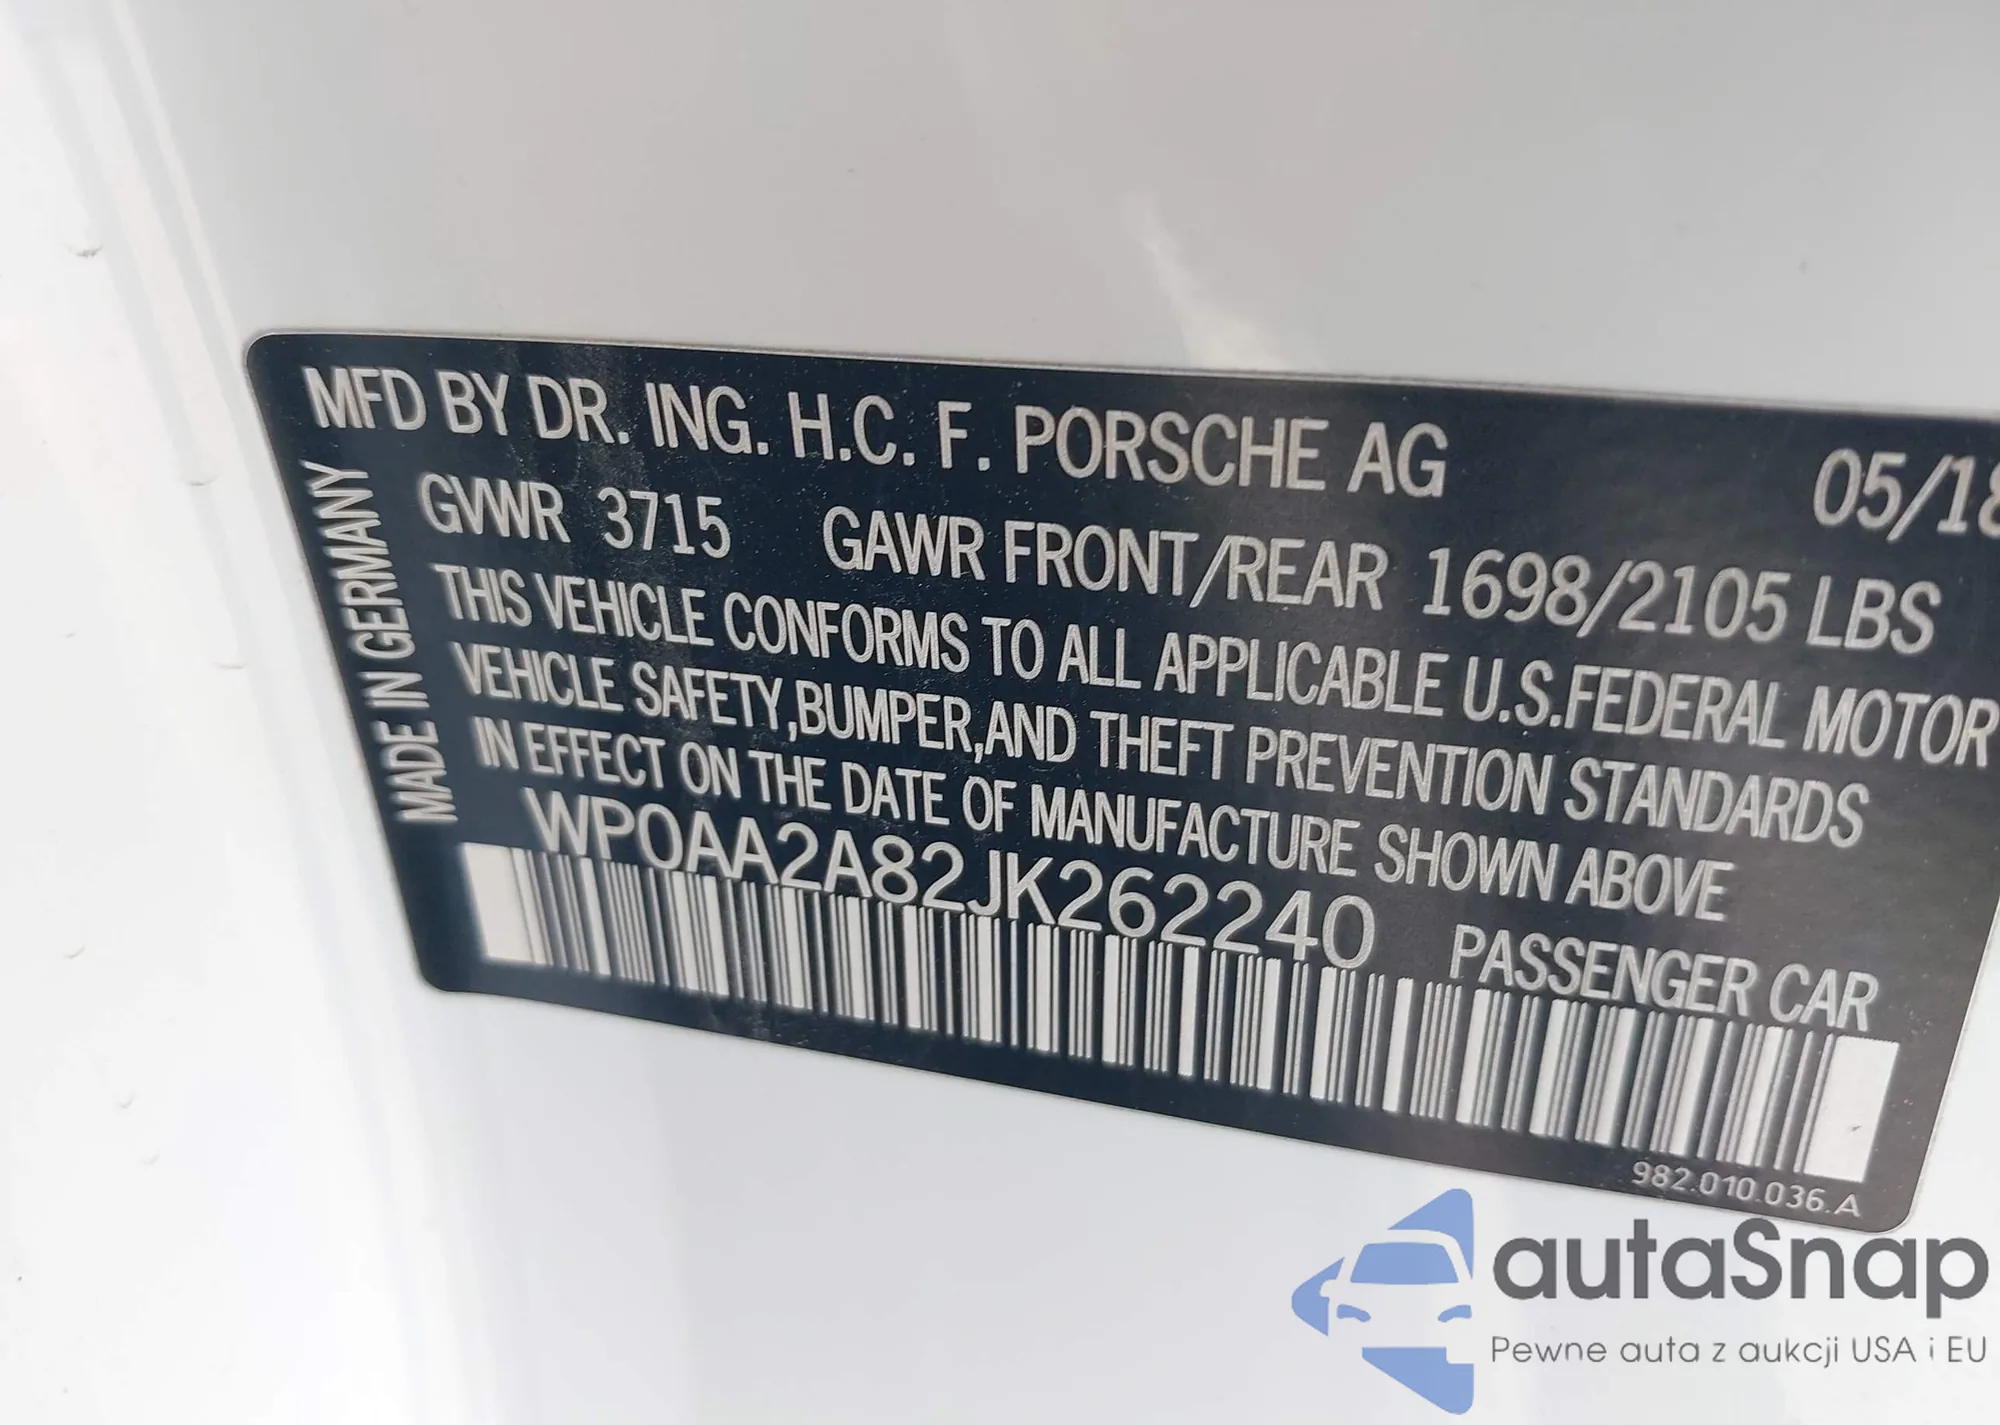 MFD BY DR. ING. H.C. F. PORSCHE AG 05/18
GVWR 3715 GAWR FRONT/REAR 1698/2105 LBS
THIS VEHICLE CONFORMS TO ALL APPLICABLE U.S.FEDERAL MOTOR
VEHICLE SAFETY,BUMPER,AND THEFT PREVENTION STANDARDS
IN EFFECT ON THE DATE OF MANUFACTURE SHOWN ABOVE
WP0AA2A82JK262240 PASSENGER CAR
MADE IN GERMANY
982.010.036.A
autaSnap
Pewne auta z aukcji USA i EU